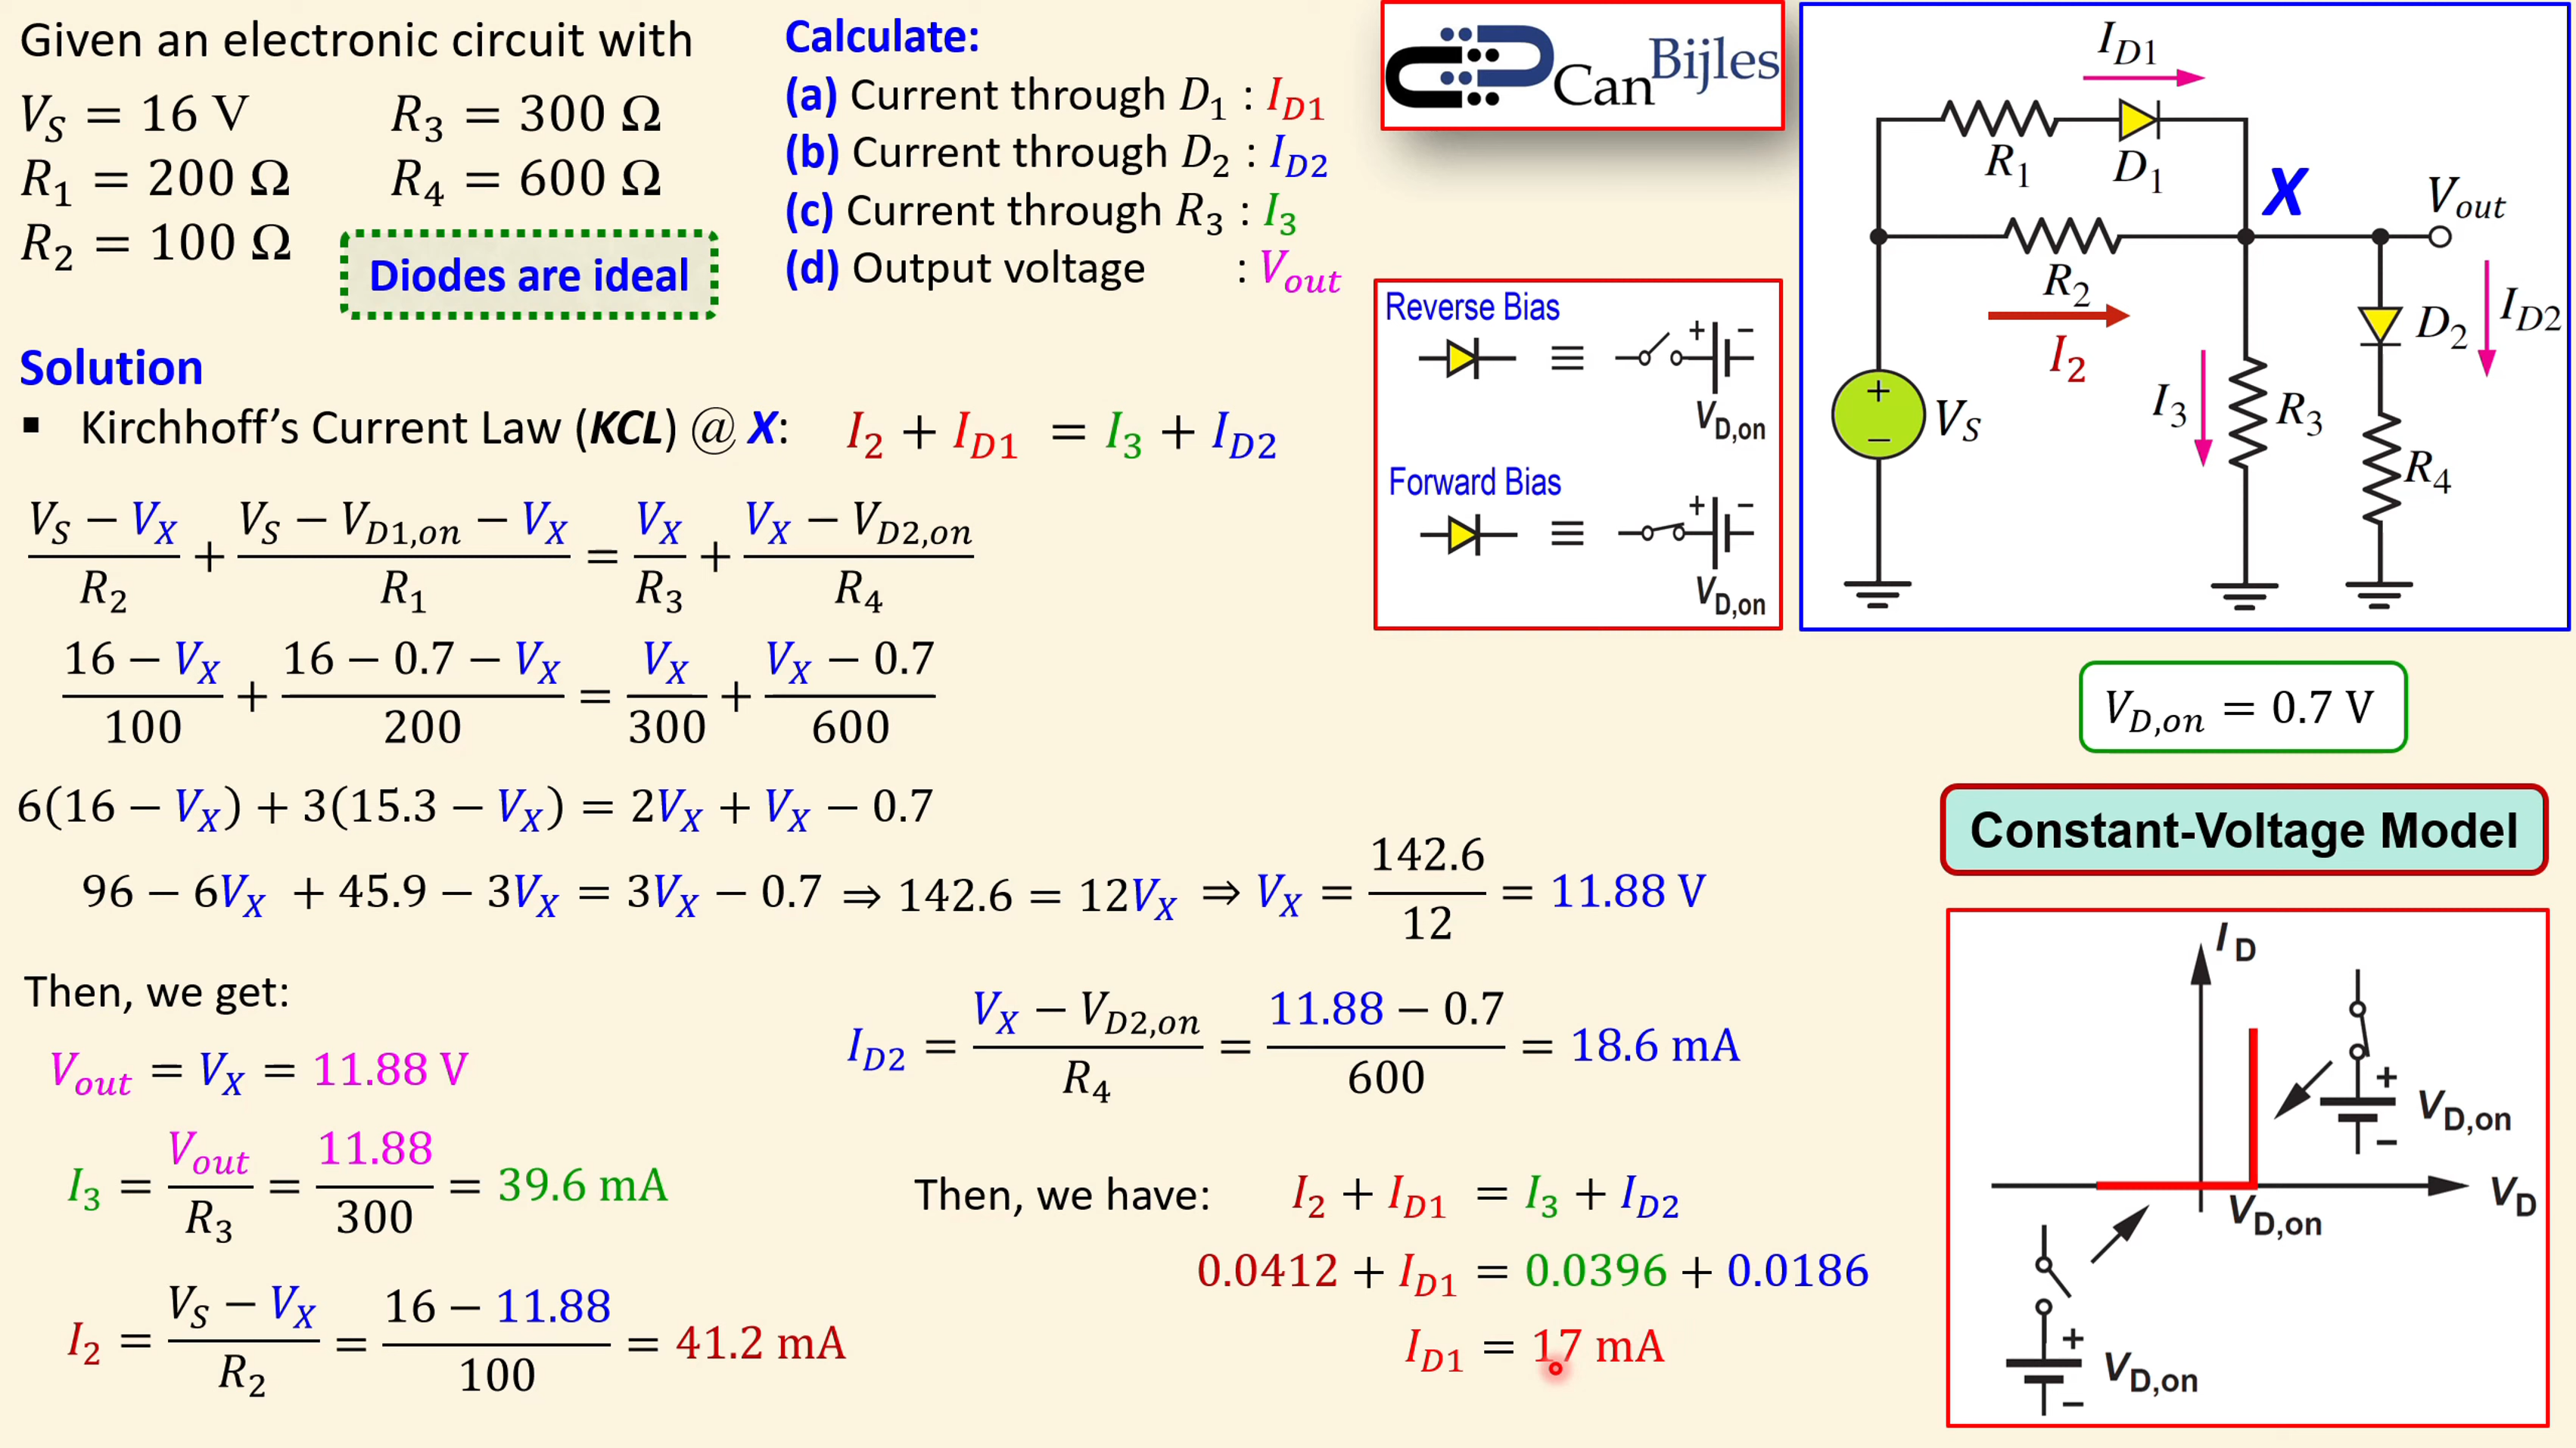 Given an electronic circuit with
V_S = 16 V
R_3 = 300 Ω
R_1 = 200 Ω
R_4 = 600 Ω
R_2 = 100 Ω
Diodes are ideal
Calculate:
(a) Current through D_1 : I_D1
(b) Current through D_2 : I_D2
(c) Current through R_3 : I_3
(d) Output voltage : V_out
Can Bijles
Reverse Bias
≡
+ −
V_D,on
Forward Bias
≡
+ −
V_D,on
I_D1
R_1
D_1
X
V_out
R_2
I_2
I_D2
D_2
+
−
V_S
I_3
R_3
R_4
Solution
▪ Kirchhoff's Current Law (KCL) @ X: I_2 + I_D1 = I_3 + I_D2
(V_S − V_X)/R_2 + (V_S − V_D1,on − V_X)/R_1 = V_X/R_3 + (V_X − V_D2,on)/R_4
(16 − V_X)/100 + (16 − 0.7 − V_X)/200 = V_X/300 + (V_X − 0.7)/600
6(16 − V_X) + 3(15.3 − V_X) = 2V_X + V_X − 0.7
96 − 6V_X + 45.9 − 3V_X = 3V_X − 0.7 ⇒ 142.6 = 12V_X ⇒ V_X = 142.6/12 = 11.88 V
Then, we get:
V_out = V_X = 11.88 V
I_3 = V_out/R_3 = 11.88/300 = 39.6 mA
I_2 = (V_S − V_X)/R_2 = (16 − 11.88)/100 = 41.2 mA
I_D2 = (V_X − V_D2,on)/R_4 = (11.88 − 0.7)/600 = 18.6 mA
Then, we have: I_2 + I_D1 = I_3 + I_D2
0.0412 + I_D1 = 0.0396 + 0.0186
I_D1 = 17 mA
V_D,on = 0.7 V
Constant-Voltage Model
I_D
+
−
V_D,on
V_D
V_D,on
+
−
V_D,on